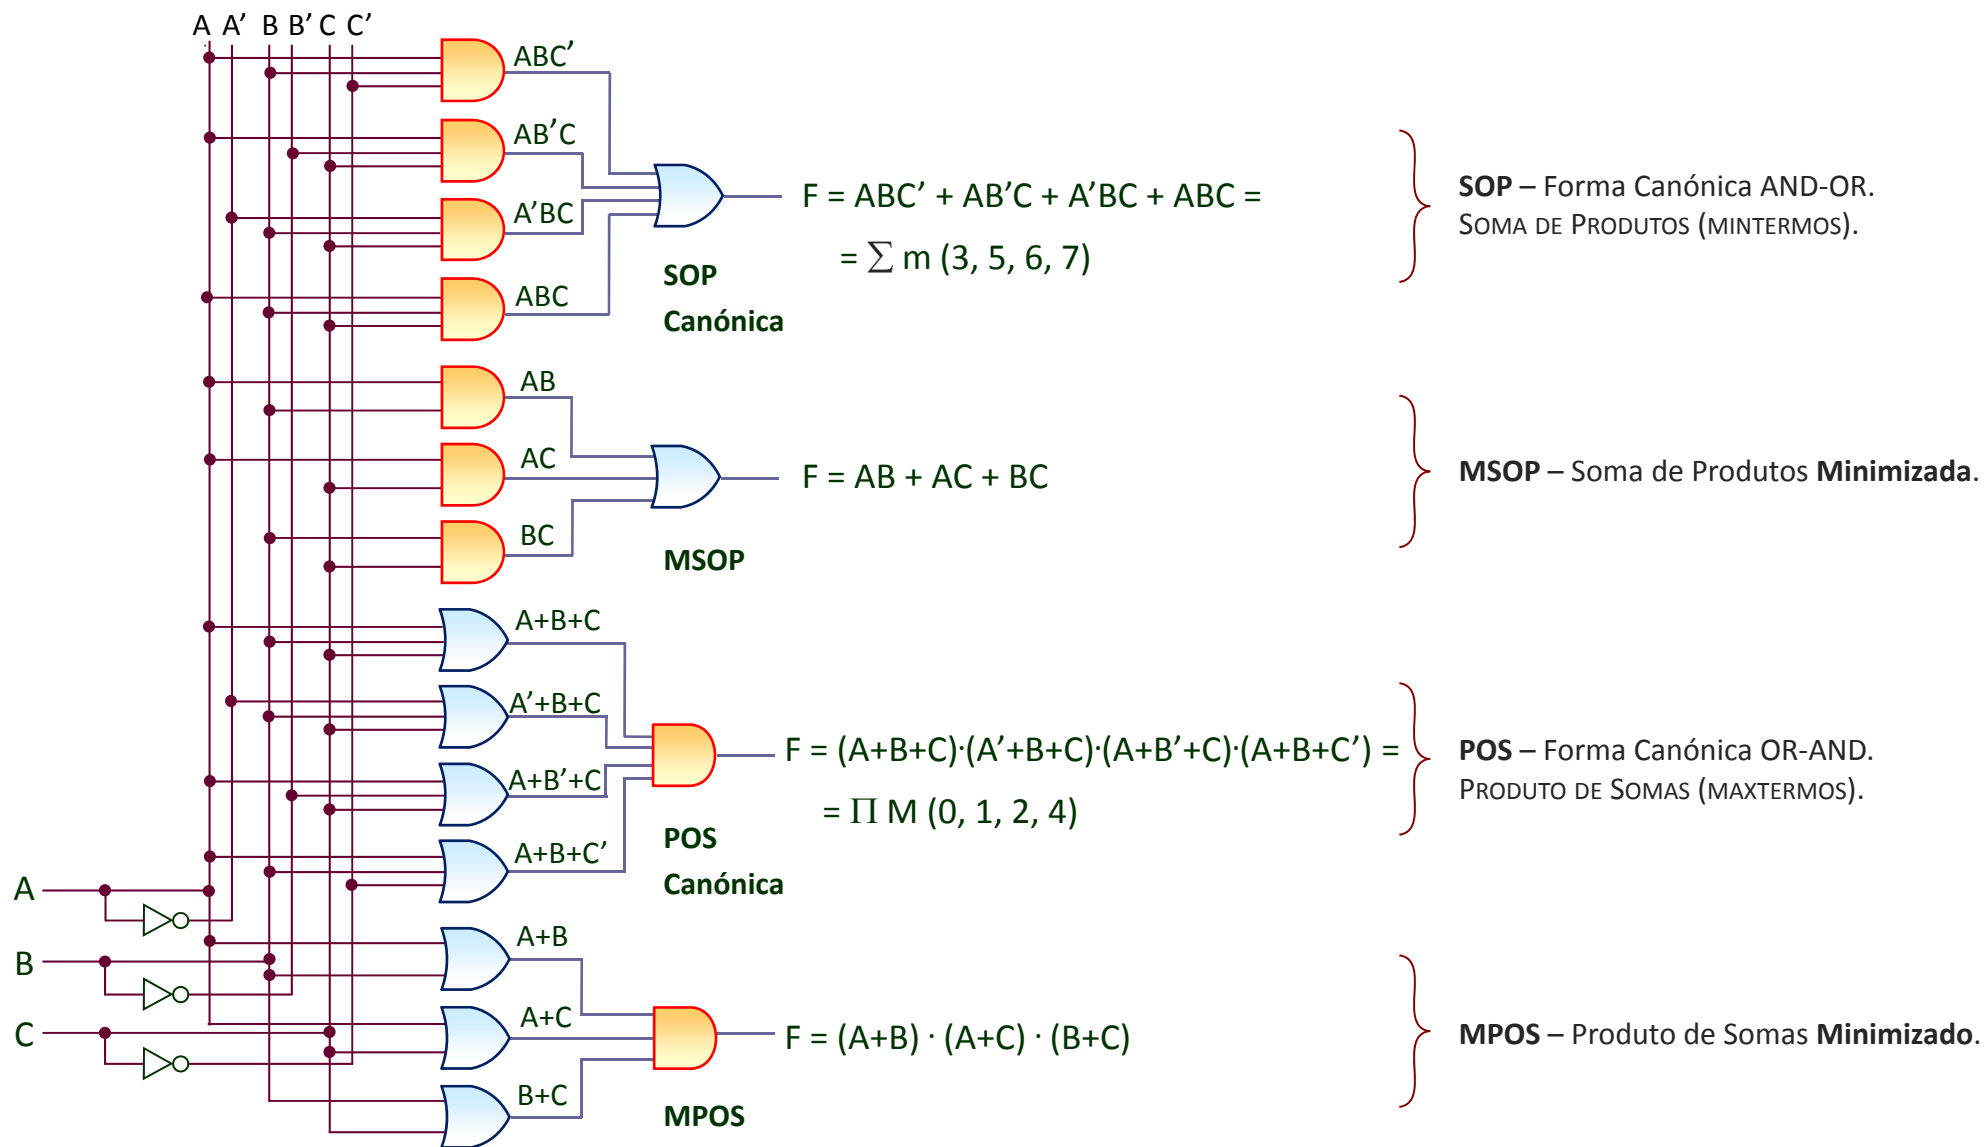 A A’ B B’ C C’
ABC’
AB’C
A’BC
ABC
F = ABC’ + AB’C + A’BC + ABC =
= ∑ m (3, 5, 6, 7)
SOP
Canónica
SOP – Forma Canónica AND-OR.
SOMA DE PRODUTOS (MINTERMOS).
AB
AC
BC
F = AB + AC + BC
MSOP
MSOP – Soma de Produtos Minimizada.
A+B+C
A’+B+C
A+B’+C
A+B+C’
F = (A+B+C)·(A’+B+C)·(A+B’+C)·(A+B+C’) =
= Π M (0, 1, 2, 4)
POS
Canónica
POS – Forma Canónica OR-AND.
PRODUTO DE SOMAS (MAXTERMOS).
A
B
C
A+B
A+C
B+C
F = (A+B) · (A+C) · (B+C)
MPOS
MPOS – Produto de Somas Minimizado.